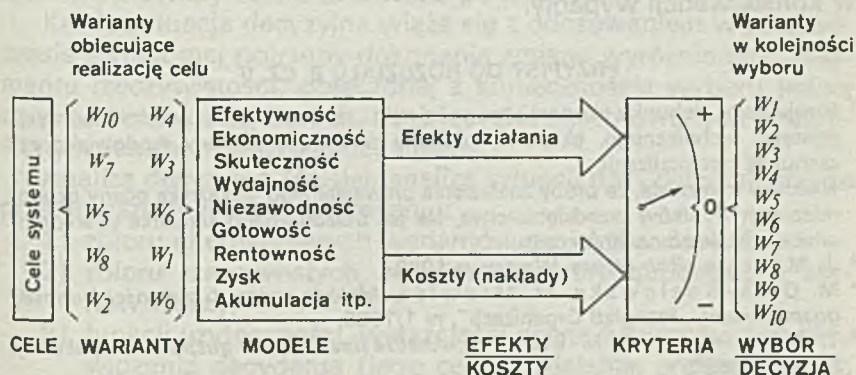 Warianty
obiecujące
realizację celu
Warianty
w kolejności
wyboru
Cele systemu
W10 W4
W7 W3
W5 W6
W8 W1
W2 W9
Efektywność
Ekonomiczność
Skuteczność
Wydajność
Niezawodność
Gotowość
Rentowność
Zysk
Akumulacja itp.
Efekty działania
Koszty (nakłady)
+
0
–
W1
W2
W3
W4
W5
W6
W7
W8
W9
W10
CELE WARIANTY MODELE EFEKTY KRYTERIA WYBÓR
KOSZTY DECYZJA